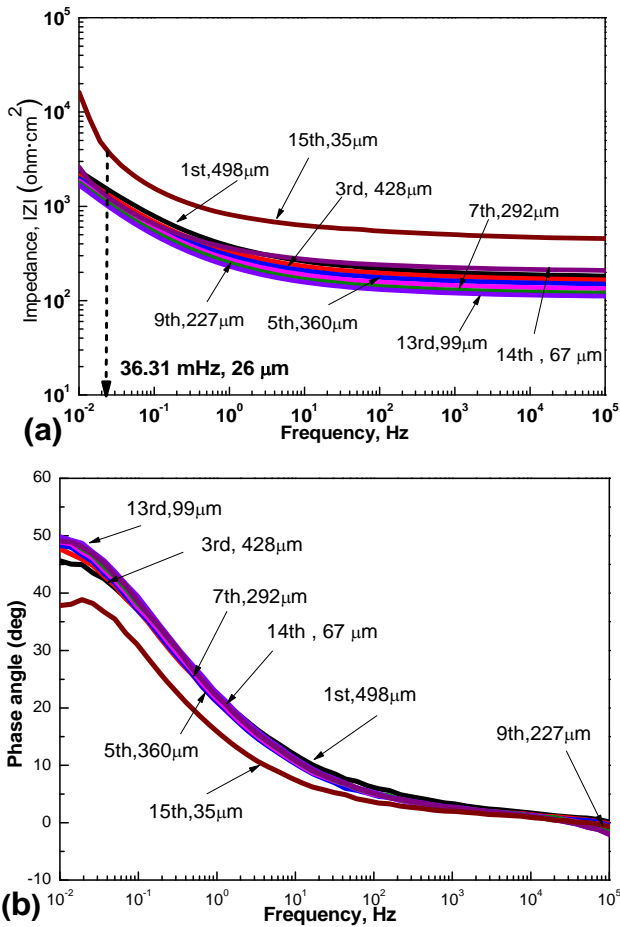 10^5
10^4
10^3
10^2
10^1
Impedance, IZI (ohm·cm^2)
15th,35μm
1st,498μm
3rd, 428μm
7th,292μm
9th,227μm
5th,360μm
13rd,99μm
14th , 67 μm
36.31 mHz, 26 μm
10^-2 10^-1 10^0 10^1 10^2 10^3 10^4 10^5
(a)
Frequency, Hz
60
50
40
30
20
10
0
-10
Phase angle (deg)
13rd,99μm
3rd, 428μm
7th,292μm
14th , 67 μm
1st,498μm
9th,227μm
5th,360μm
15th,35μm
10^-2 10^-1 10^0 10^1 10^2 10^3 10^4 10^5
(b)
Frequency, Hz